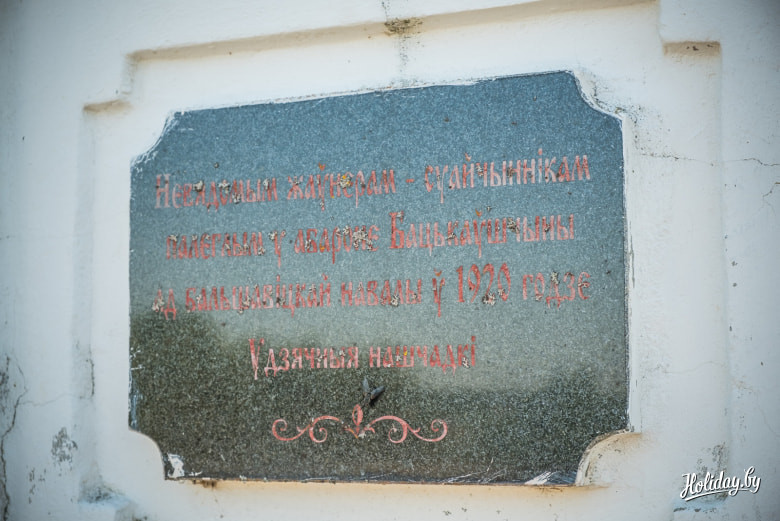 Невядомым жаўнерам - суайчыннікам
палеглым у абароне Бацькаўшчыны
ад бальшавіцкай навалы ў 1920 годзе
Удзячныя нашчадкі
Holiday.by